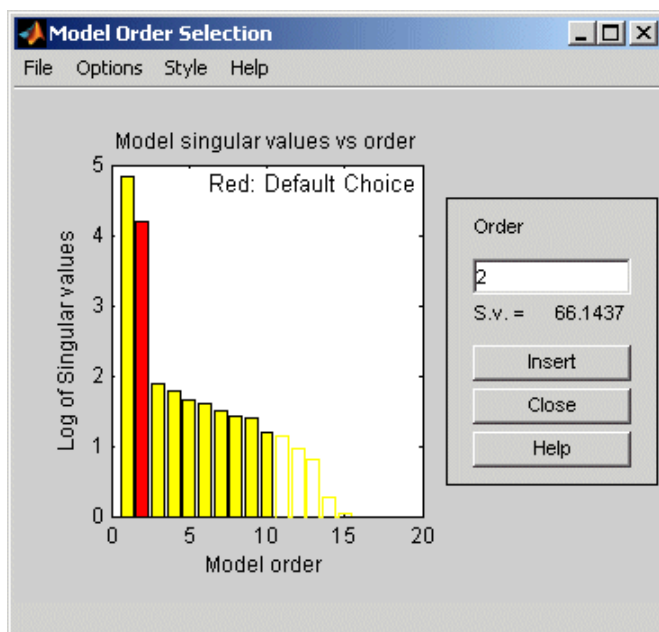 Model Order Selection
File Options Style Help
Model singular values vs order
Red: Default Choice
5
4
3
2
1
0
Log of Singular values
0 5 10 15 20
Model order
Order
2
S.v. = 66.1437
Insert
Close
Help